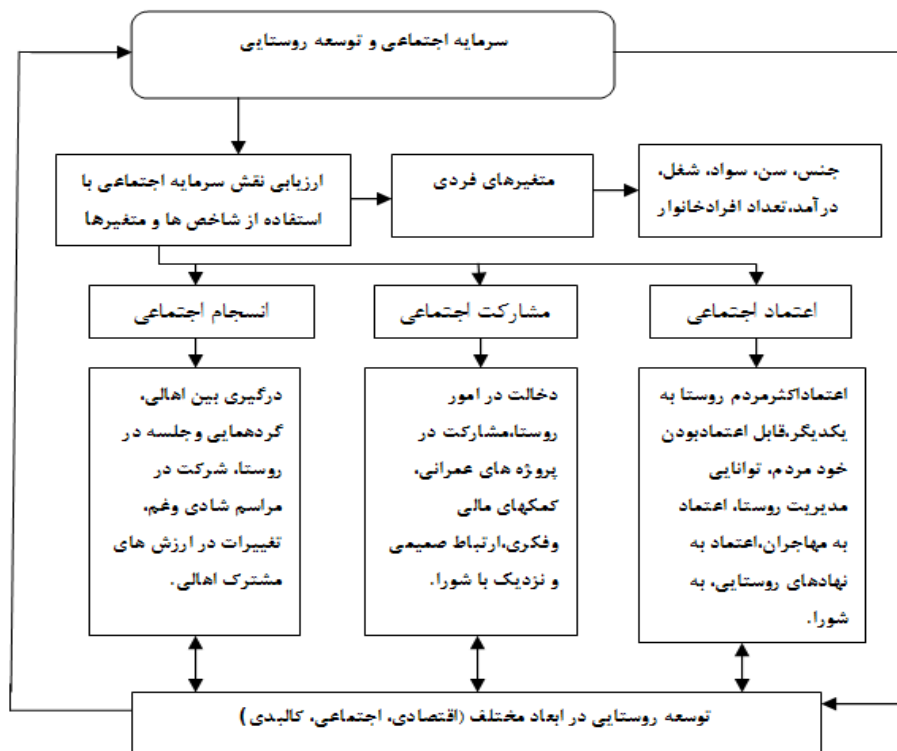 سرمایه اجتماعی و توسعه روستایی
ارزیابی نقش سرمایه اجتماعی با
استفاده از شاخص ها و متغیرها
متغیرهای فردی
جنس، سن، سواد، شغل،
درآمد،تعداد افرادخانوار
اعتماد اجتماعی
مشارکت اجتماعی
انسجام اجتماعی
اعتماداکثرمردم روستا به
یکدیگر،قابل اعتمادبودن
خود مردم، توانایی
مدیریت روستا، اعتماد
به مهاجران،اعتماد به
نهادهای روستایی، به
شورا.
دخالت در امور
روستا،مشارکت در
پروژه های عمرانی،
کمکهای مالی
وفکری،ارتباط صمیمی
و نزدیک با شورا.
درگیری بین اهالی،
گردهمایی وجلسه در
روستا، شرکت در
مراسم شادی وغم،
تغییرات در ارزش های
مشترک اهالی.
توسعه روستایی در ابعاد مختلف (اقتصادی، اجتماعی، کالبدی)